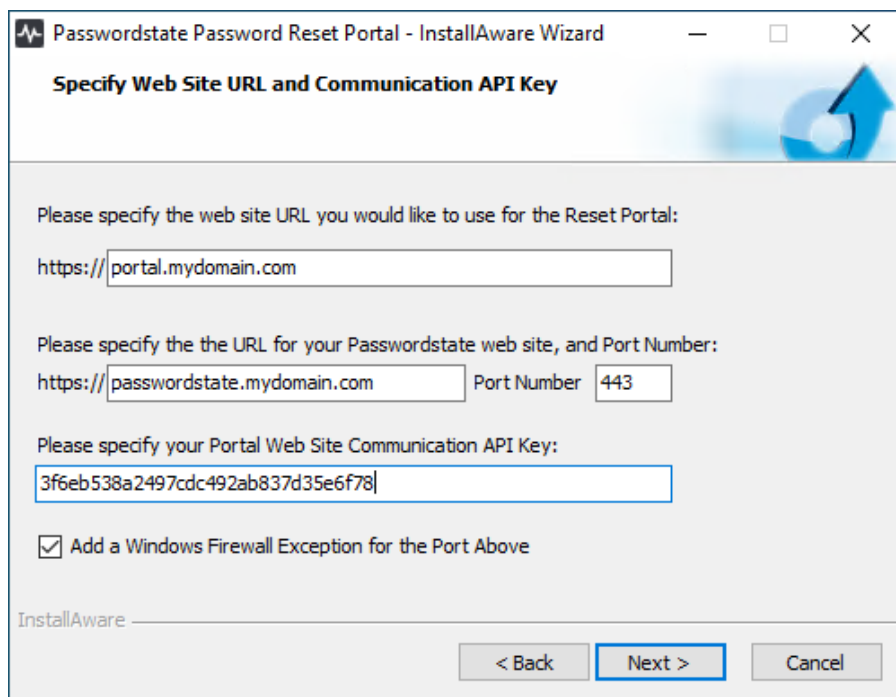 Passwordstate Password Reset Portal - InstallAware Wizard
Specify Web Site URL and Communication API Key
Please specify the web site URL you would like to use for the Reset Portal:
https:// portal.mydomain.com
Please specify the the URL for your Passwordstate web site, and Port Number:
https:// passwordstate.mydomain.com Port Number 443
Please specify your Portal Web Site Communication API Key:
3f6eb538a2497cdc492ab837d35e6f78
Add a Windows Firewall Exception for the Port Above
InstallAware
< Back Next > Cancel